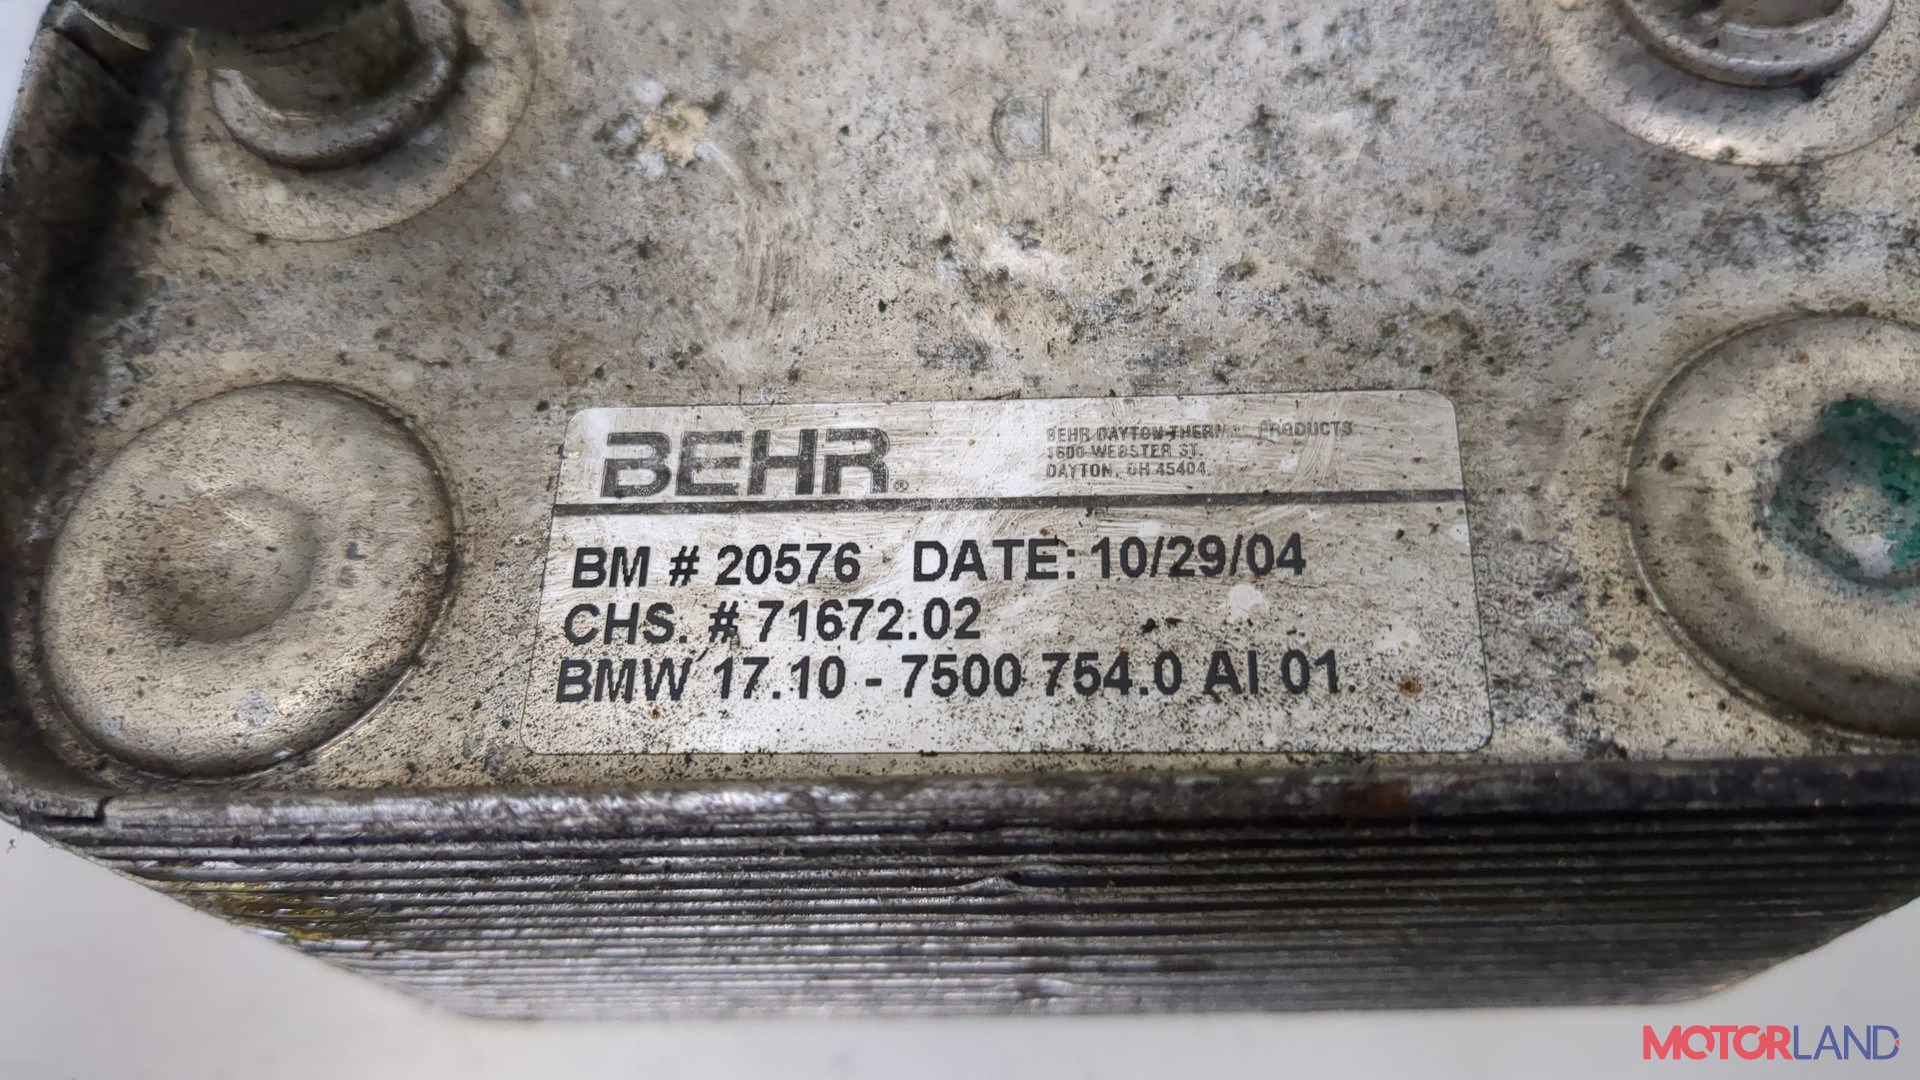 BEHR®
BEHR DAYTON THERMAL PRODUCTS
1600 WEBSTER ST.
DAYTON, OH 45404
BM # 20576 DATE: 10/29/04
CHS. # 71672.02
BMW 17.10 - 7500 754.0 AI 01
MOTORLAND